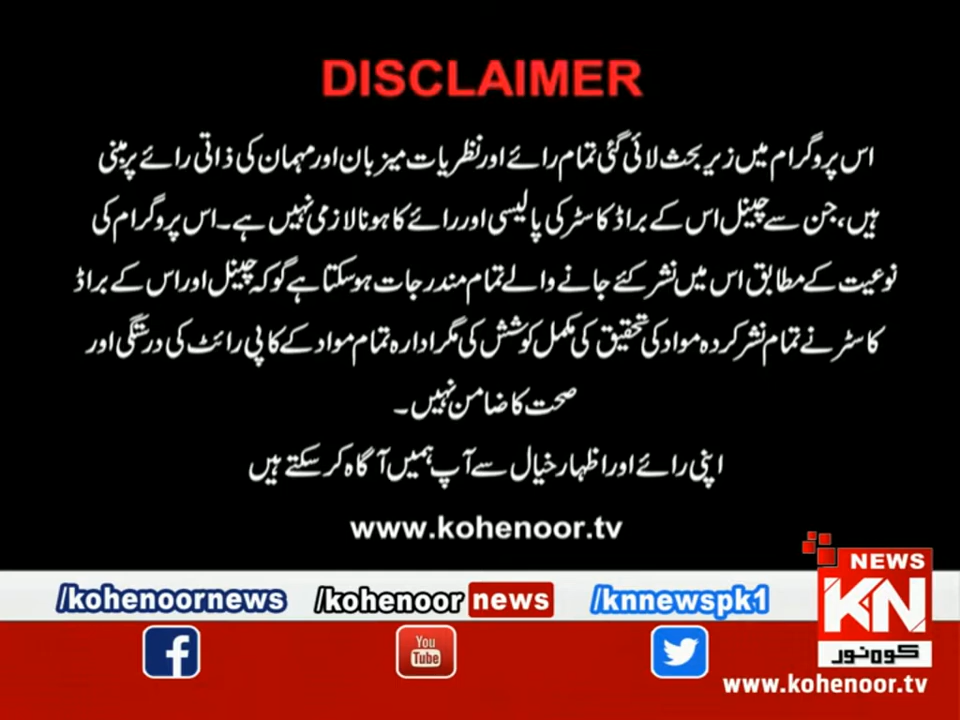 DISCLAIMER
اس پروگرام میں زیر بحث لائی گئی تمام رائے اور نظریات میزبان اور مہمان کی ذاتی رائے پر مبنی
ہیں، جن سے چینل اس کے براڈ کاسٹر کی پالیسی اور رائے کا ہونا لازمی نہیں ہے۔ اس پروگرام کی
نوعیت کے مطابق اس میں نشر کئے جانے والے تمام مندرجات ہو سکتا ہے گو کہ چینل اور اس کے براڈ
کاسٹر نے تمام نشر کردہ مواد کی تحقیق کی مکمل کوشش کی مگر ادارہ تمام مواد کے کاپی رائٹ کی درستگی اور
صحت کا ضامن نہیں۔
اپنی رائے اور اظہار خیال سے آپ ہمیں آگاہ کر سکتے ہیں
www.kohenoor.tv
/kohenoornews
/kohenoor news
/knnewspk1
f
You Tube
NEWS
KN
کوہ نور
www.kohenoor.tv